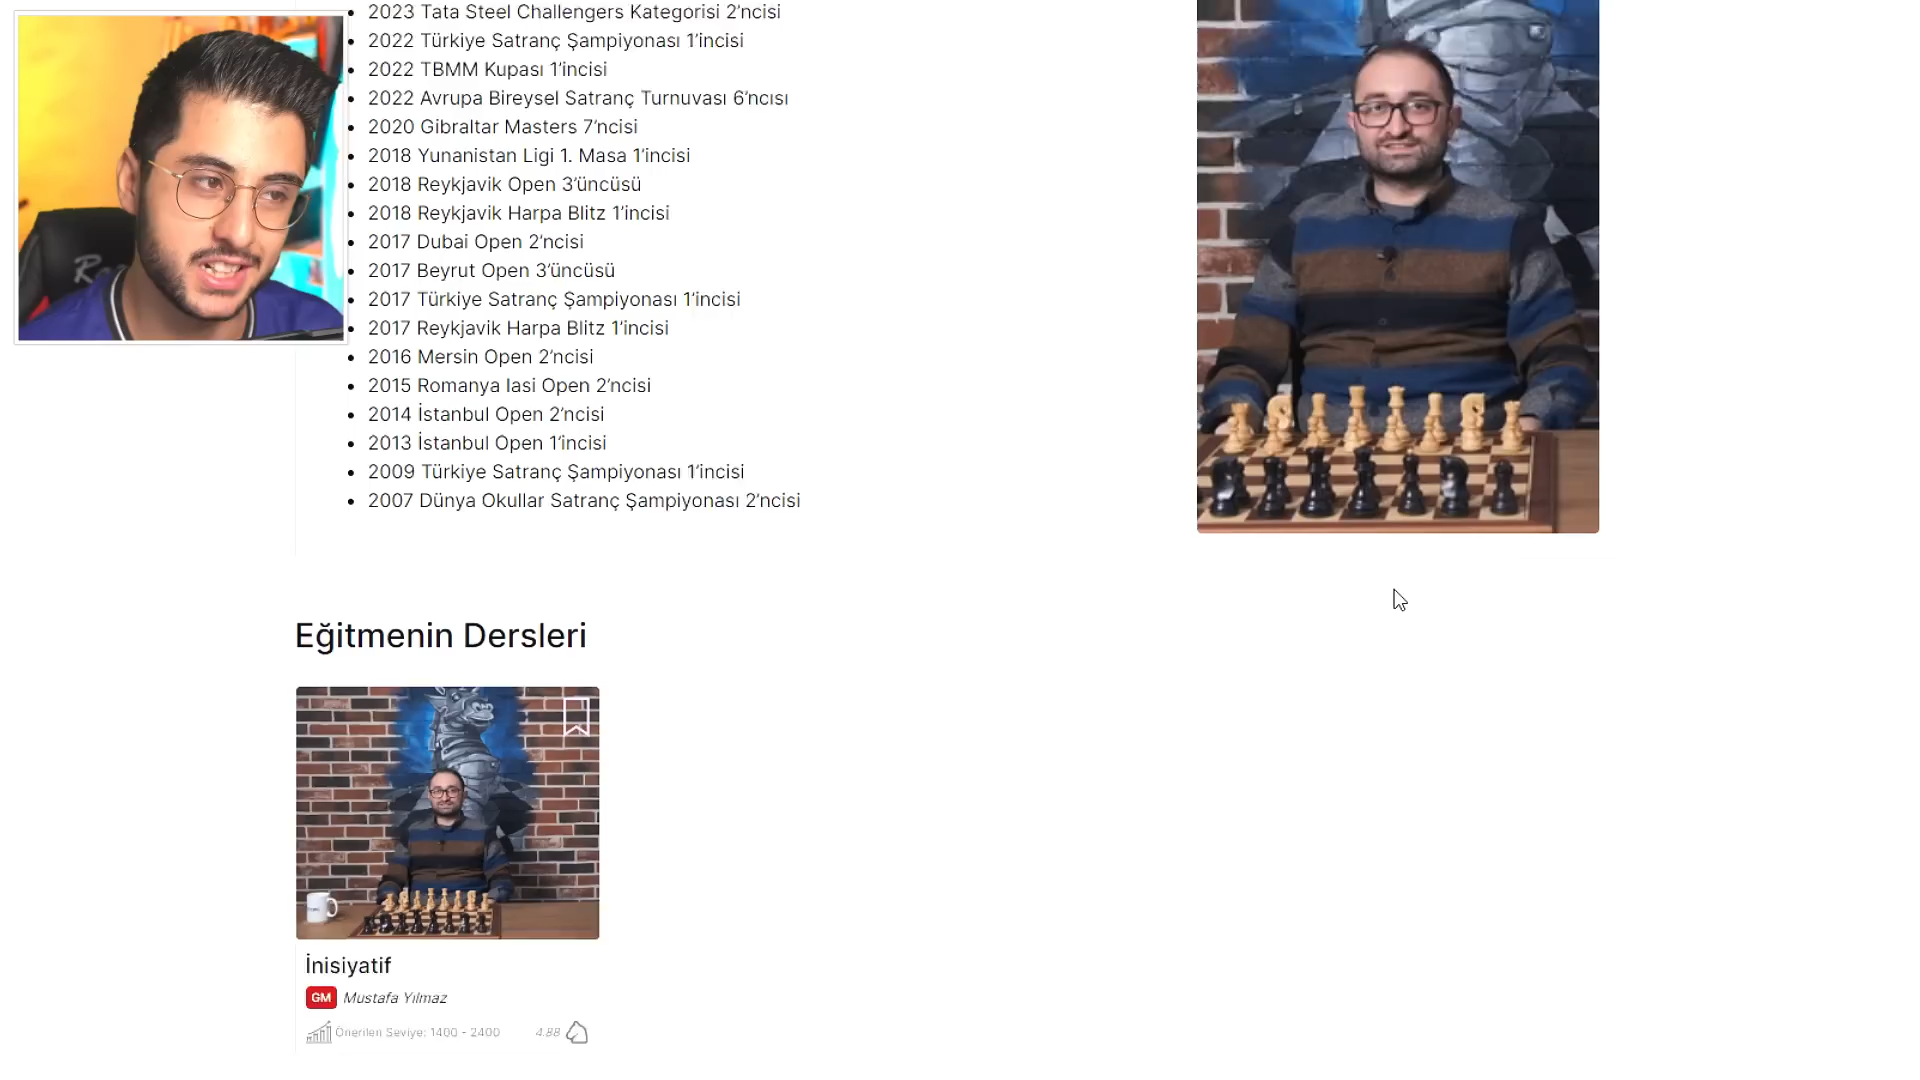 2023 Tata Steel Challengers Kategorisi 2’ncisi
2022 Türkiye Satranç Şampiyonası 1’incisi
2022 TBMM Kupası 1’incisi
2022 Avrupa Bireysel Satranç Turnuvası 6’ncısı
2020 Gibraltar Masters 7’ncisi
2018 Yunanistan Ligi 1. Masa 1’incisi
2018 Reykjavik Open 3’üncüsü
2018 Reykjavik Harpa Blitz 1’incisi
2017 Dubai Open 2’ncisi
2017 Beyrut Open 3’üncüsü
2017 Türkiye Satranç Şampiyonası 1’incisi
2017 Reykjavik Harpa Blitz 1’incisi
2016 Mersin Open 2’ncisi
2015 Romanya Iasi Open 2’ncisi
2014 İstanbul Open 2’ncisi
2013 İstanbul Open 1’incisi
2009 Türkiye Satranç Şampiyonası 1’incisi
2007 Dünya Okullar Satranç Şampiyonası 2’ncisi
Eğitmenin Dersleri
İnisiyatif
GM Mustafa Yılmaz
Önerilen Seviye: 1400 - 2400 4.88